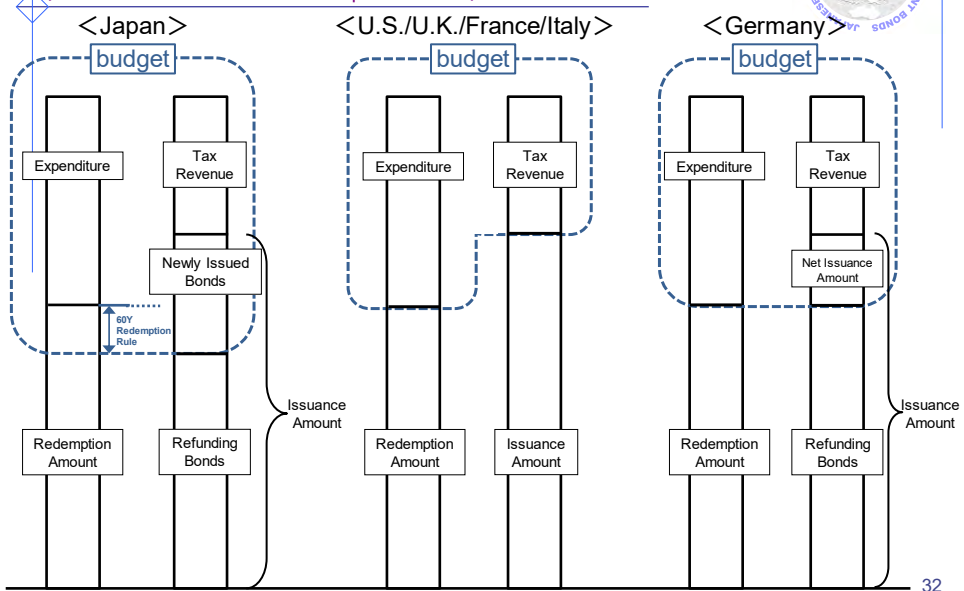 <Japan>
budget
Expenditure
Tax
Revenue
Newly Issued
Bonds
60Y
Redemption
Rule
Redemption
Amount
Refunding
Bonds
Issuance
Amount
<U.S./U.K./France/Italy>
budget
Expenditure
Tax
Revenue
Redemption
Amount
Issuance
Amount
<Germany>
budget
Expenditure
Tax
Revenue
Net Issuance
Amount
Redemption
Amount
Refunding
Bonds
Issuance
Amount
BONDS
32